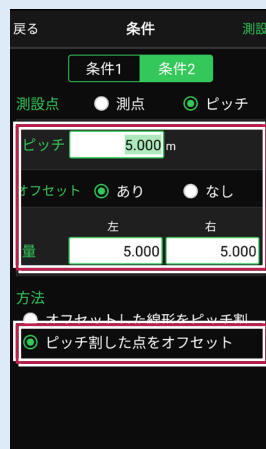 戻る 条件 測設
条件1 条件2
測設点 測点 ピッチ
ピッチ 5.000 m
オフセット あり なし
左 右
量 5.000 5.000
方法
オフセットした線形をピッチ割
ピッチ割した点をオフセット